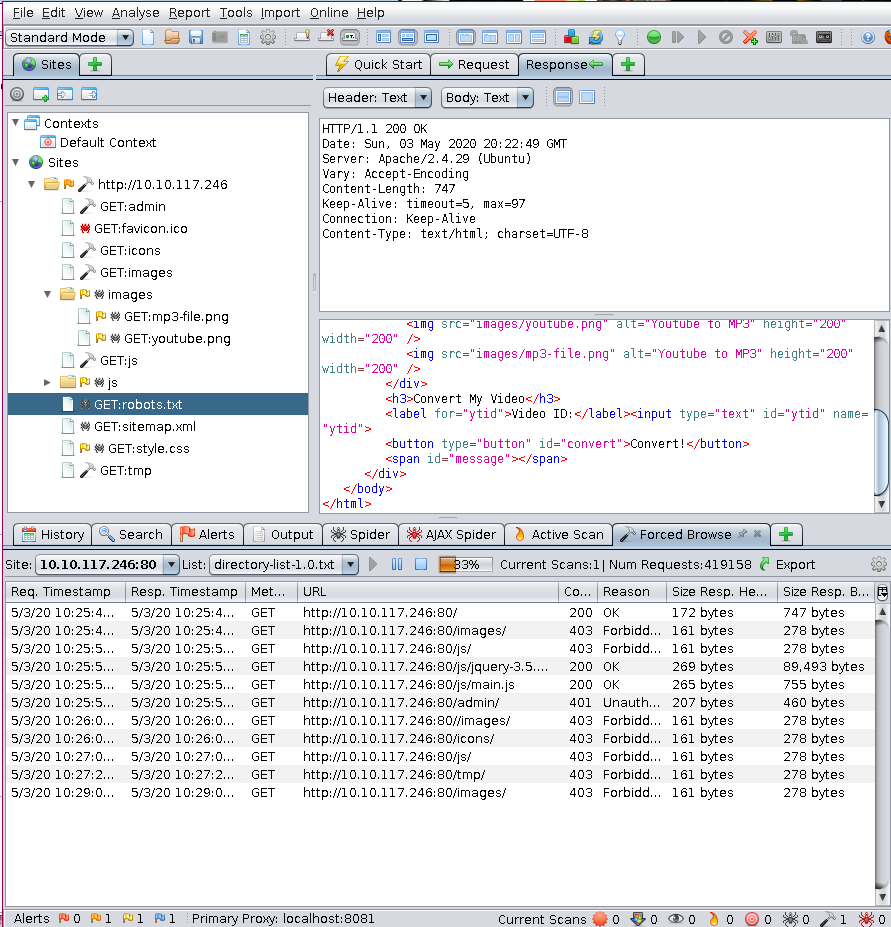 File Edit View Analyse Report Tools Import Online Help
Standard Mode
Sites
Quick Start Request Response
Header: Text Body: Text
Contexts
Default Context
Sites
http://10.10.117.246
GET:admin
GET:favicon.ico
GET:icons
GET:images
images
GET:mp3-file.png
GET:youtube.png
GET:js
js
GET:robots.txt
GET:sitemap.xml
GET:style.css
GET:tmp
HTTP/1.1 200 OK
Date: Sun, 03 May 2020 20:22:49 GMT
Server: Apache/2.4.29 (Ubuntu)
Vary: Accept-Encoding
Content-Length: 747
Keep-Alive: timeout=5, max=97
Connection: Keep-Alive
Content-Type: text/html; charset=UTF-8
<img src="images/youtube.png" alt="Youtube to MP3" height="200"
width="200" />
<img src="images/mp3-file.png" alt="Youtube to MP3" height="200"
width="200" />
</div>
<h3>Convert My Video</h3>
<label for="ytid">Video ID:</label><input type="text" id="ytid" name=
"ytid">
<button type="button" id="convert">Convert!</button>
<span id="message"></span>
</div>
</body>
</html>
History Search Alerts Output Spider AJAX Spider Active Scan Forced Browse
Site: 10.10.117.246:80 List: directory-list-1.0.txt 33% Current Scans:1 Num Requests:419158 Export
Req. Timestamp Resp. Timestamp Met... URL Co... Reason Size Resp. He... Size Resp. B...
5/3/20 10:25:4... 5/3/20 10:25:4... GET http://10.10.117.246:80/ 200 OK 172 bytes 747 bytes
5/3/20 10:25:4... 5/3/20 10:25:4... GET http://10.10.117.246:80/images/ 403 Forbidd... 161 bytes 278 bytes
5/3/20 10:25:5... 5/3/20 10:25:5... GET http://10.10.117.246:80/js/ 403 Forbidd... 161 bytes 278 bytes
5/3/20 10:25:5... 5/3/20 10:25:5... GET http://10.10.117.246:80/js/jquery-3.5.... 200 OK 269 bytes 89,493 bytes
5/3/20 10:25:5... 5/3/20 10:25:5... GET http://10.10.117.246:80/js/main.js 200 OK 265 bytes 755 bytes
5/3/20 10:25:5... 5/3/20 10:25:5... GET http://10.10.117.246:80/admin/ 401 Unauth... 207 bytes 460 bytes
5/3/20 10:26:0... 5/3/20 10:26:0... GET http://10.10.117.246:80//images/ 403 Forbidd... 161 bytes 278 bytes
5/3/20 10:26:0... 5/3/20 10:26:0... GET http://10.10.117.246:80/icons/ 403 Forbidd... 161 bytes 278 bytes
5/3/20 10:27:0... 5/3/20 10:27:0... GET http://10.10.117.246:80/js/ 403 Forbidd... 161 bytes 278 bytes
5/3/20 10:27:2... 5/3/20 10:27:2... GET http://10.10.117.246:80/tmp/ 403 Forbidd... 161 bytes 278 bytes
5/3/20 10:29:0... 5/3/20 10:29:0... GET http://10.10.117.246:80/images/ 403 Forbidd... 161 bytes 278 bytes
Alerts 0 1 1 1 Primary Proxy: localhost:8081 Current Scans 0 0 0 0 0 0 1 0